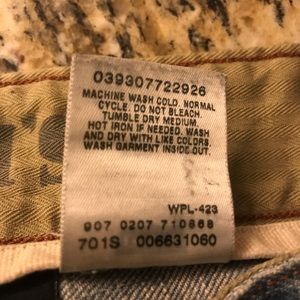 039307722926
MACHINE WASH COLD, NORMAL
CYCLE. DO NOT BLEACH.
TUMBLE DRY MEDIUM.
HOT IRON IF NEEDED. WASH
AND DRY WITH LIKE COLORS.
WASH GARMENT INSIDE OUT.
WPL-423
907 0207 710668
701S 006631060